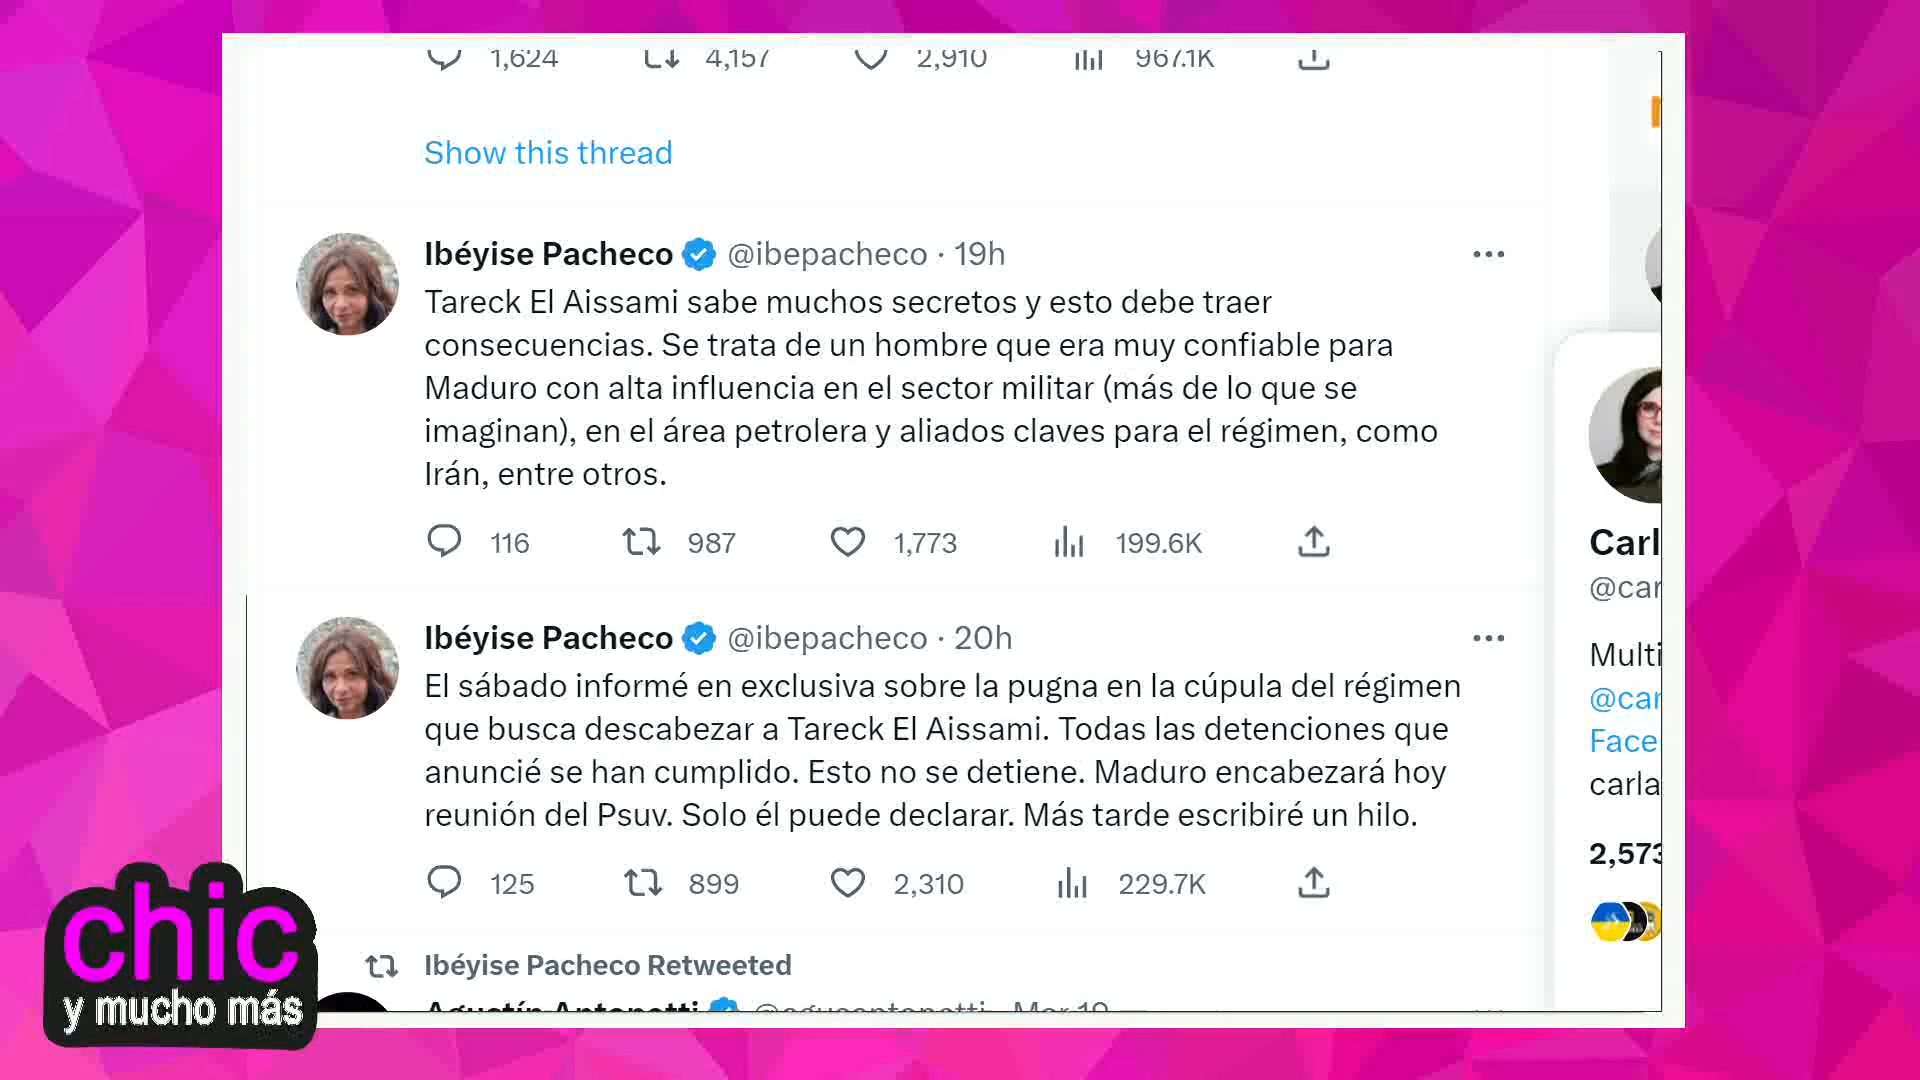 1,624 4,157 2,910 967.1K
Show this thread
Ibéyise Pacheco @ibepacheco · 19h
Tareck El Aissami sabe muchos secretos y esto debe traer
consecuencias. Se trata de un hombre que era muy confiable para
Maduro con alta influencia en el sector militar (más de lo que se
imaginan), en el área petrolera y aliados claves para el régimen, como
Irán, entre otros.
116 987 1,773 199.6K
Ibéyise Pacheco @ibepacheco · 20h
El sábado informé en exclusiva sobre la pugna en la cúpula del régimen
que busca descabezar a Tareck El Aissami. Todas las detenciones que
anuncié se han cumplido. Esto no se detiene. Maduro encabezará hoy
reunión del Psuv. Solo él puede declarar. Más tarde escribiré un hilo.
125 899 2,310 229.7K
Ibéyise Pacheco Retweeted
Agustín Antonetti @agusantonetti · Mar 19
Carl
@car
Multi
@car
Face
carla
2,573
chic
y mucho más